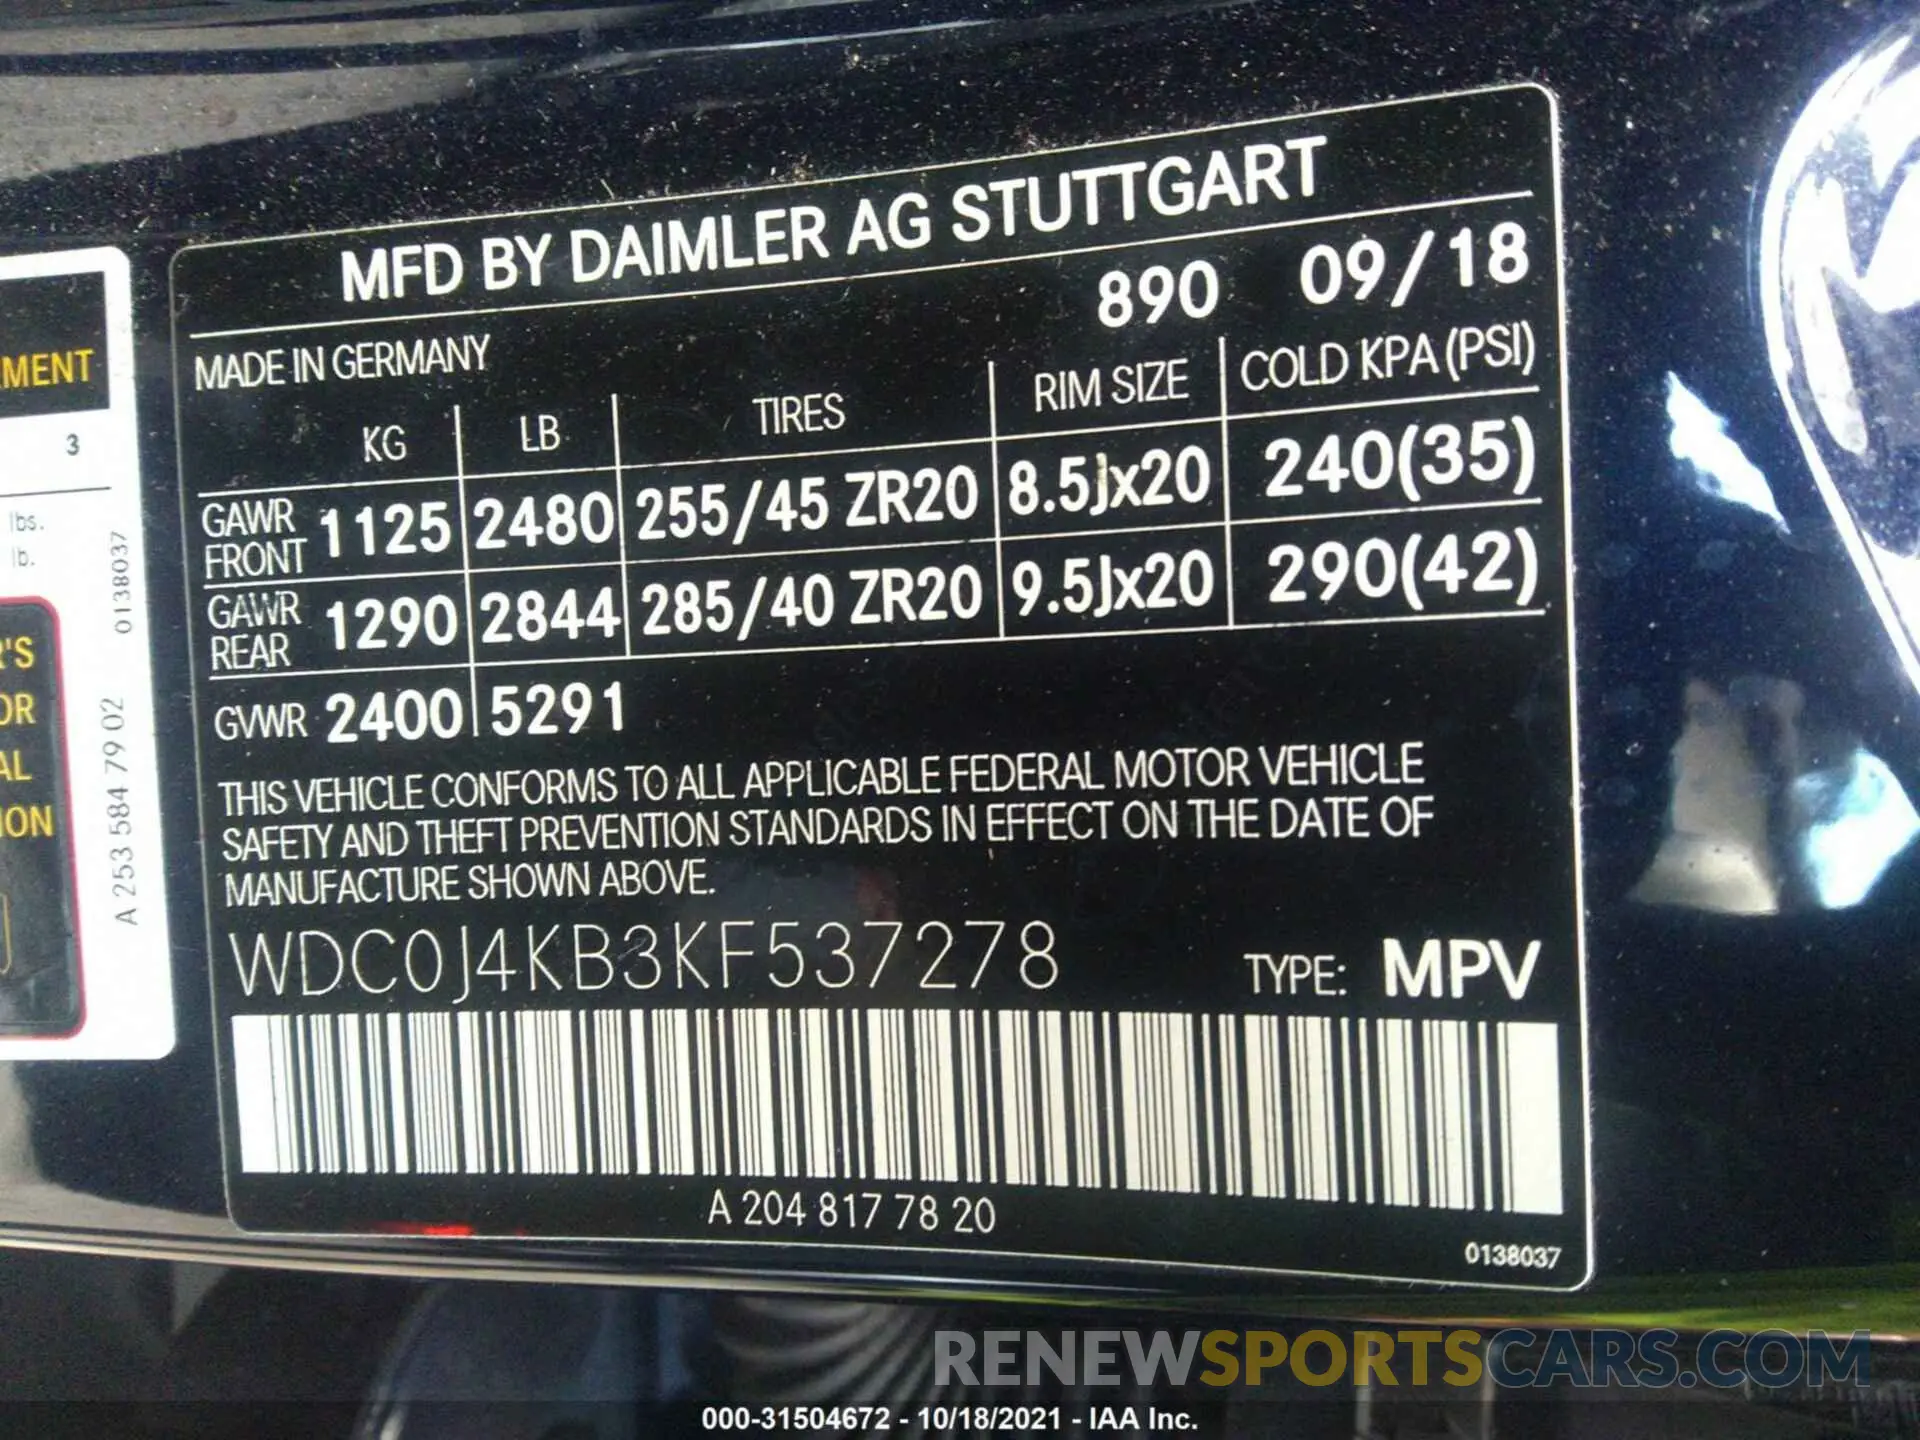 MFD BY DAIMLER AG STUTTGART
890 09/18
MADE IN GERMANY
KG LB TIRES RIM SIZE COLD KPA (PSI)
GAWR FRONT 1125 2480 255/45 ZR20 8.5Jx20 240(35)
GAWR REAR 1290 2844 285/40 ZR20 9.5Jx20 290(42)
GVWR 2400 5291
THIS VEHICLE CONFORMS TO ALL APPLICABLE FEDERAL MOTOR VEHICLE
SAFETY AND THEFT PREVENTION STANDARDS IN EFFECT ON THE DATE OF
MANUFACTURE SHOWN ABOVE.
WDC0J4KB3KF537278 TYPE: MPV
A 204 817 78 20
0138037
3
lbs.
lb.
0138037
A 253 584 79 02
RENEWSPORTSCARS.COM
000-31504672 - 10/18/2021 - IAA Inc.